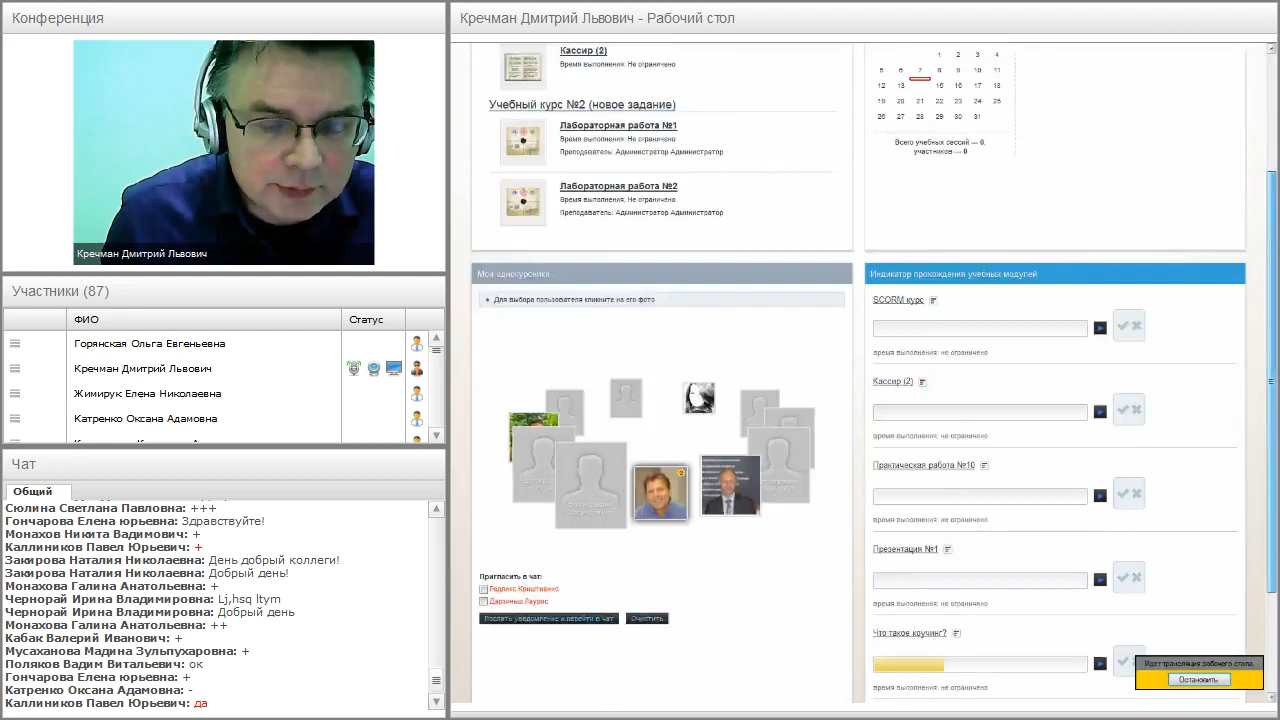 Конференция
Кречман Дмитрий Львович
Участники (87)
ФИО
Статус
Горянская Ольга Евгеньевна
Кречман Дмитрий Львович
Жимирук Елена Николаевна
Катренко Оксана Адамовна
Чат
Общий
Сюлина Светлана Павловна: +++
Гончарова Елена юрьевна: Здравствуйте!
Монахов Никита Вадимович: +
Каллиников Павел Юрьевич: +
Закирова Наталия Николаевна: День добрый коллеги!
Закирова Наталия Николаевна: Добрый день!
Монахова Галина Анатольевна: +
Чернорай Ирина Владимировна: Lj,hsq ltym
Чернорай Ирина Владимировна: Добрый день
Монахова Галина Анатольевна: ++
Кабак Валерий Иванович: +
Мусаханова Мадина Зульпухаровна: +
Поляков Вадим Витальевич: ок
Гончарова Елена юрьевна: +
Катренко Оксана Адамовна: -
Каллиников Павел Юрьевич: да
Кречман Дмитрий Львович - Рабочий стол
Кассир (2)
Время выполнения: Не ограничено
Учебный курс №2 (новое задание)
Лабораторная работа №1
Время выполнения: Не ограничено
Преподаватель: Администратор Администратор
Лабораторная работа №2
Время выполнения: Не ограничено
Преподаватель: Администратор Администратор
1 2 3 4
5 6 7 8 9 10 11
12 13 15 16 17 18
19 20 21 22 23 24 25
26 27 28 29 30 31
Всего учебных сессий — 0,
участников — 0
Мои однокурсники
Для выбора пользователя кликните на его фото
Пригласить в чат:
Редликс Криштианко
Дарзиньш Лаурис
Послать уведомление и перейти в чат
Очистить
Индикатор прохождения учебных модулей
SCORM курс
время выполнения: не ограничено
Кассир (2)
время выполнения: не ограничено
Практическая работа №10
время выполнения: не ограничено
Презентация №1
время выполнения: не ограничено
Что такое коучинг?
время выполнения: не ограничено
Идет трансляция рабочего стола.
Остановить